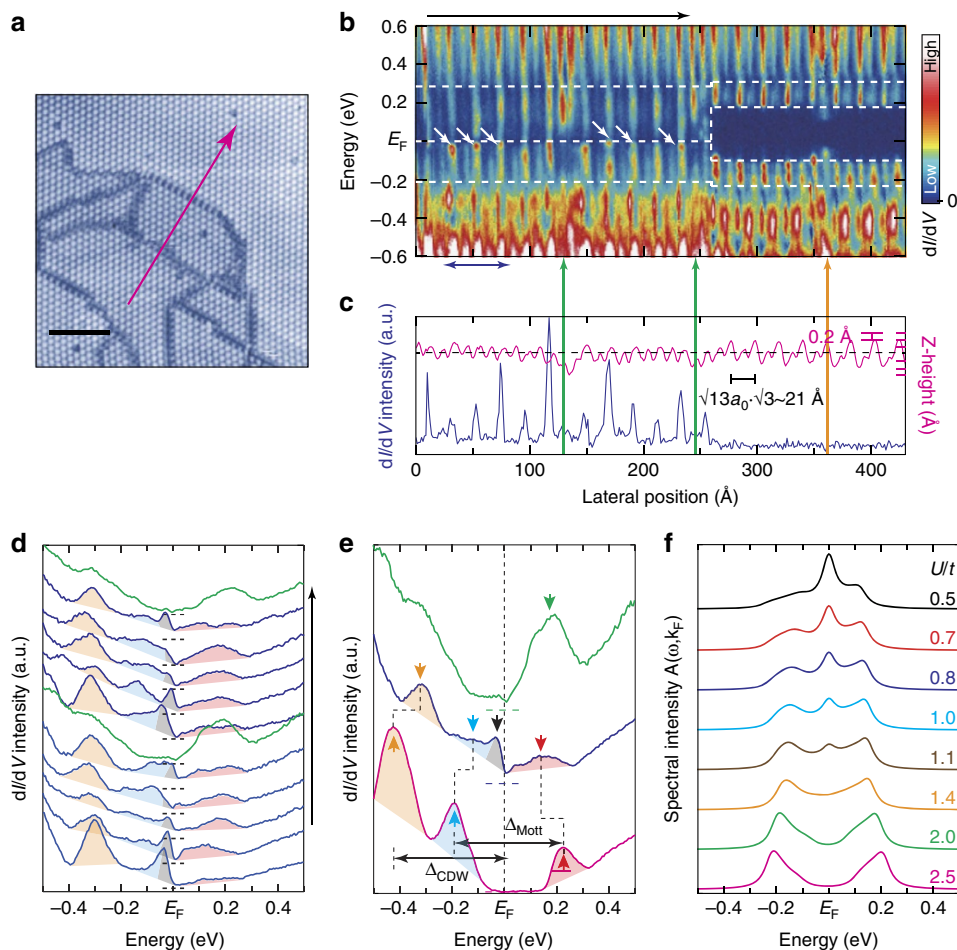 a
b
0.6
0.4
0.2
E_F
−0.2
−0.4
−0.6
Energy (eV)
High
Low
0
dI/dV
c
dI/dV intensity (a.u.)
0.2 Å
√13a₀·√3~21 Å
Z-height (Å)
0 100 200 300 400
Lateral position (Å)
d
dI/dV intensity (a.u.)
−0.4 −0.2 E_F 0.2 0.4
Energy (eV)
e
dI/dV intensity (a.u.)
Δ_Mott
Δ_CDW
−0.4 −0.2 E_F 0.2 0.4
Energy (eV)
f
Spectral intensity A(ω,k_F)
U/t
0.5
0.7
0.8
1.0
1.1
1.4
2.0
2.5
−0.4 −0.2 E_F 0.2 0.4
Energy (eV)